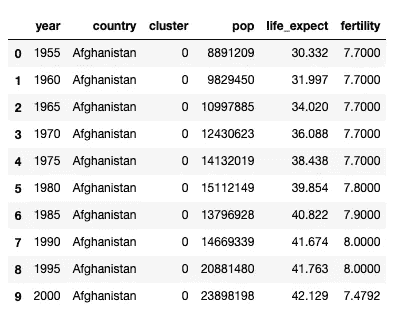 year country cluster pop life_expect fertility
0 1955 Afghanistan 0 8891209 30.332 7.7000
1 1960 Afghanistan 0 9829450 31.997 7.7000
2 1965 Afghanistan 0 10997885 34.020 7.7000
3 1970 Afghanistan 0 12430623 36.088 7.7000
4 1975 Afghanistan 0 14132019 38.438 7.7000
5 1980 Afghanistan 0 15112149 39.854 7.8000
6 1985 Afghanistan 0 13796928 40.822 7.9000
7 1990 Afghanistan 0 14669339 41.674 8.0000
8 1995 Afghanistan 0 20881480 41.763 8.0000
9 2000 Afghanistan 0 23898198 42.129 7.4792